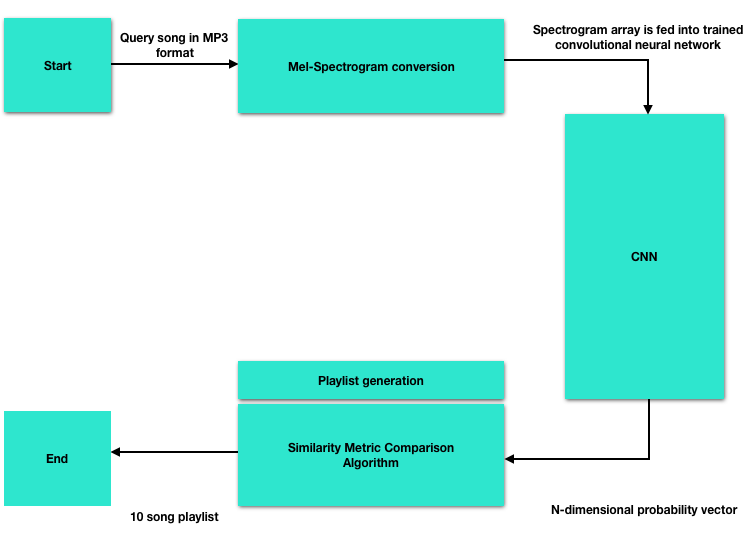 Start
Query song in MP3
format
Mel-Spectrogram conversion
Spectrogram array is fed into trained
convolutional neural network
CNN
N-dimensional probability vector
Playlist generation
Similarity Metric Comparison
Algorithm
10 song playlist
End